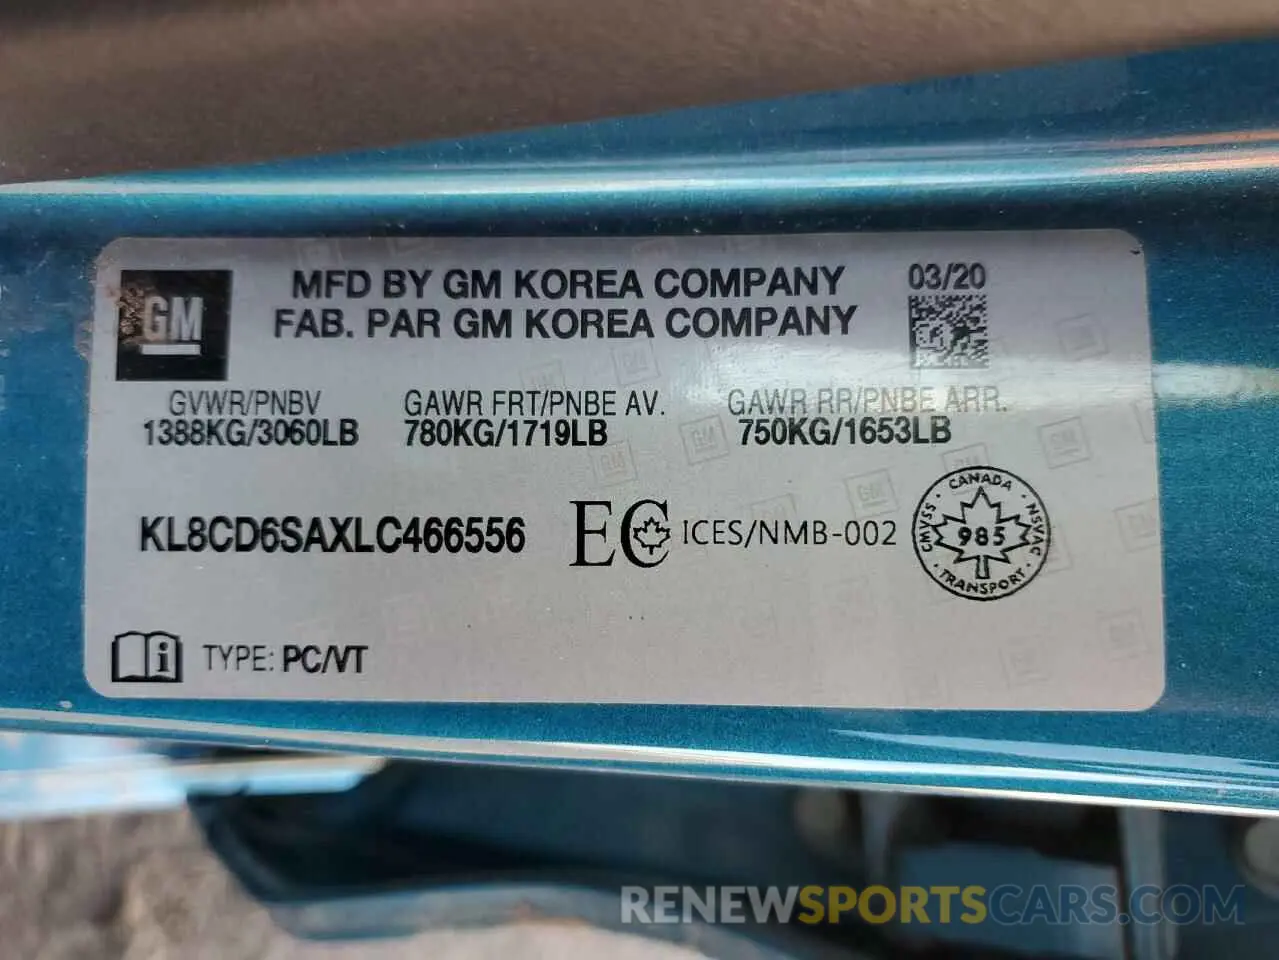 GM
MFD BY GM KOREA COMPANY
FAB. PAR GM KOREA COMPANY
03/20
GVWR/PNBV
1388KG/3060LB
GAWR FRT/PNBE AV.
780KG/1719LB
GAWR RR/PNBE ARR.
750KG/1653LB
KL8CD6SAXLC466556
EC ICES/NMB-002
CANADA
CMVSS
NSVAC
985
TRANSPORT
TYPE: PC/VT
RENEWSPORTSCARS.COM